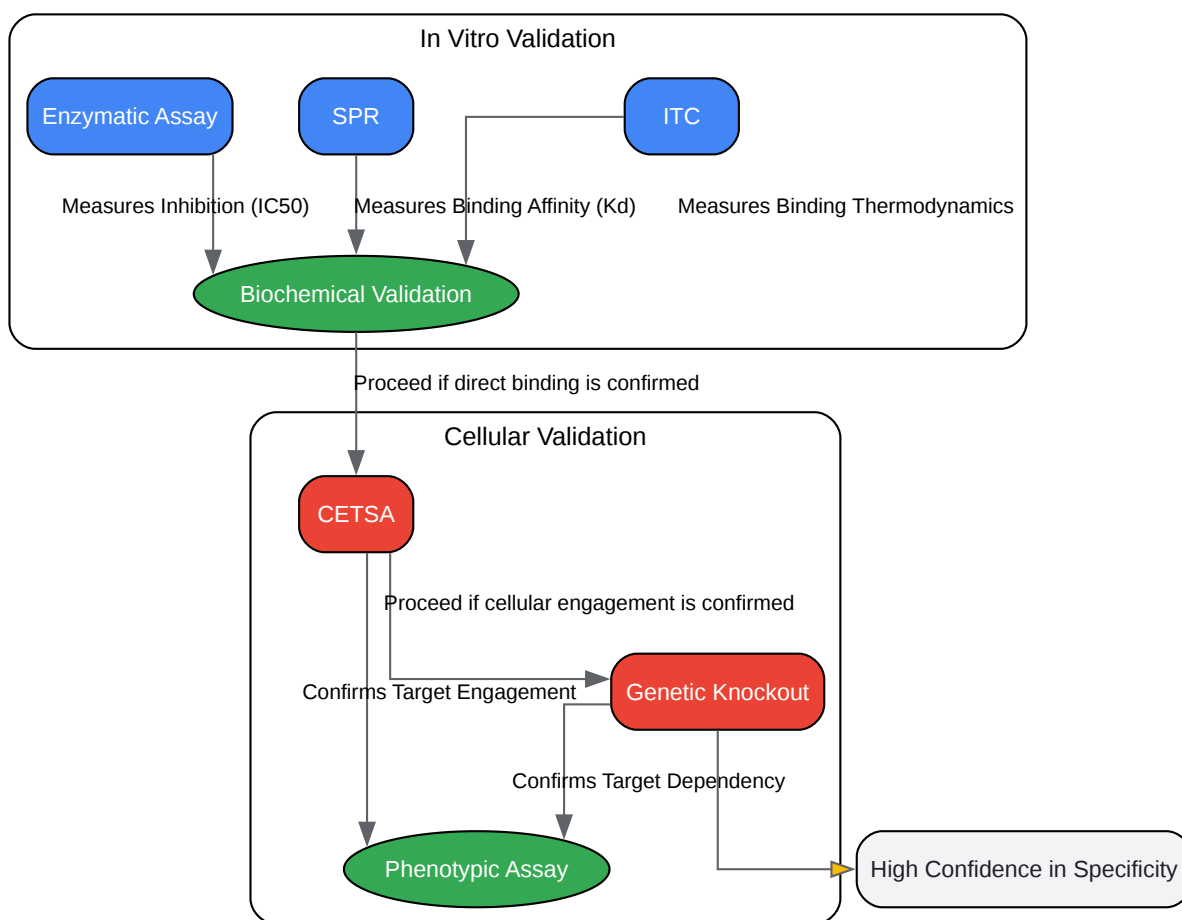 In Vitro Validation
Enzymatic Assay
SPR
ITC
Measures Inhibition (IC50)
Measures Binding Affinity (Kd)
Measures Binding Thermodynamics
Biochemical Validation
Proceed if direct binding is confirmed
Cellular Validation
CETSA
Proceed if cellular engagement is confirmed
Confirms Target Engagement
Genetic Knockout
Confirms Target Dependency
Phenotypic Assay
High Confidence in Specificity